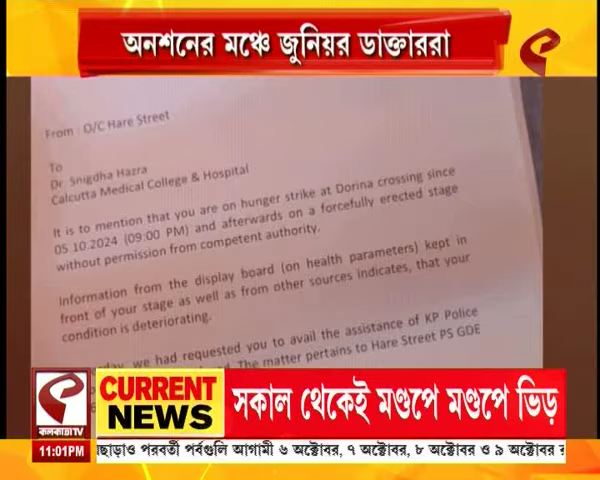 অনশনের মঞ্চে জুনিয়র ডাক্তাররা
From : O/C Hare Street
To
Dr. Snigdha Hazra
Calcutta Medical College & Hospital
It is to mention that you are on hunger strike at Dorina crossing since
05.10.2024 (09:00 PM) and afterwards on a forcefully erected stage
without permission from competent authority.
Information from the display board (on health parameters) kept in
front of your stage as well as from other sources indicates, that your
condition is deteriorating.
we had requested you to avail the assistance of KP Police
The matter pertains to Hare Street PS GDE
কলকাতা TV
CURRENT
NEWS
সকাল থেকেই মণ্ডপে মণ্ডপে ভিড়
11:01PM
ছাড়াও পরবর্তী পর্বগুলি আগামী ৬ অক্টোবর, ৭ অক্টোবর, ৮ অক্টোবর ও ৯ অক্টোবর